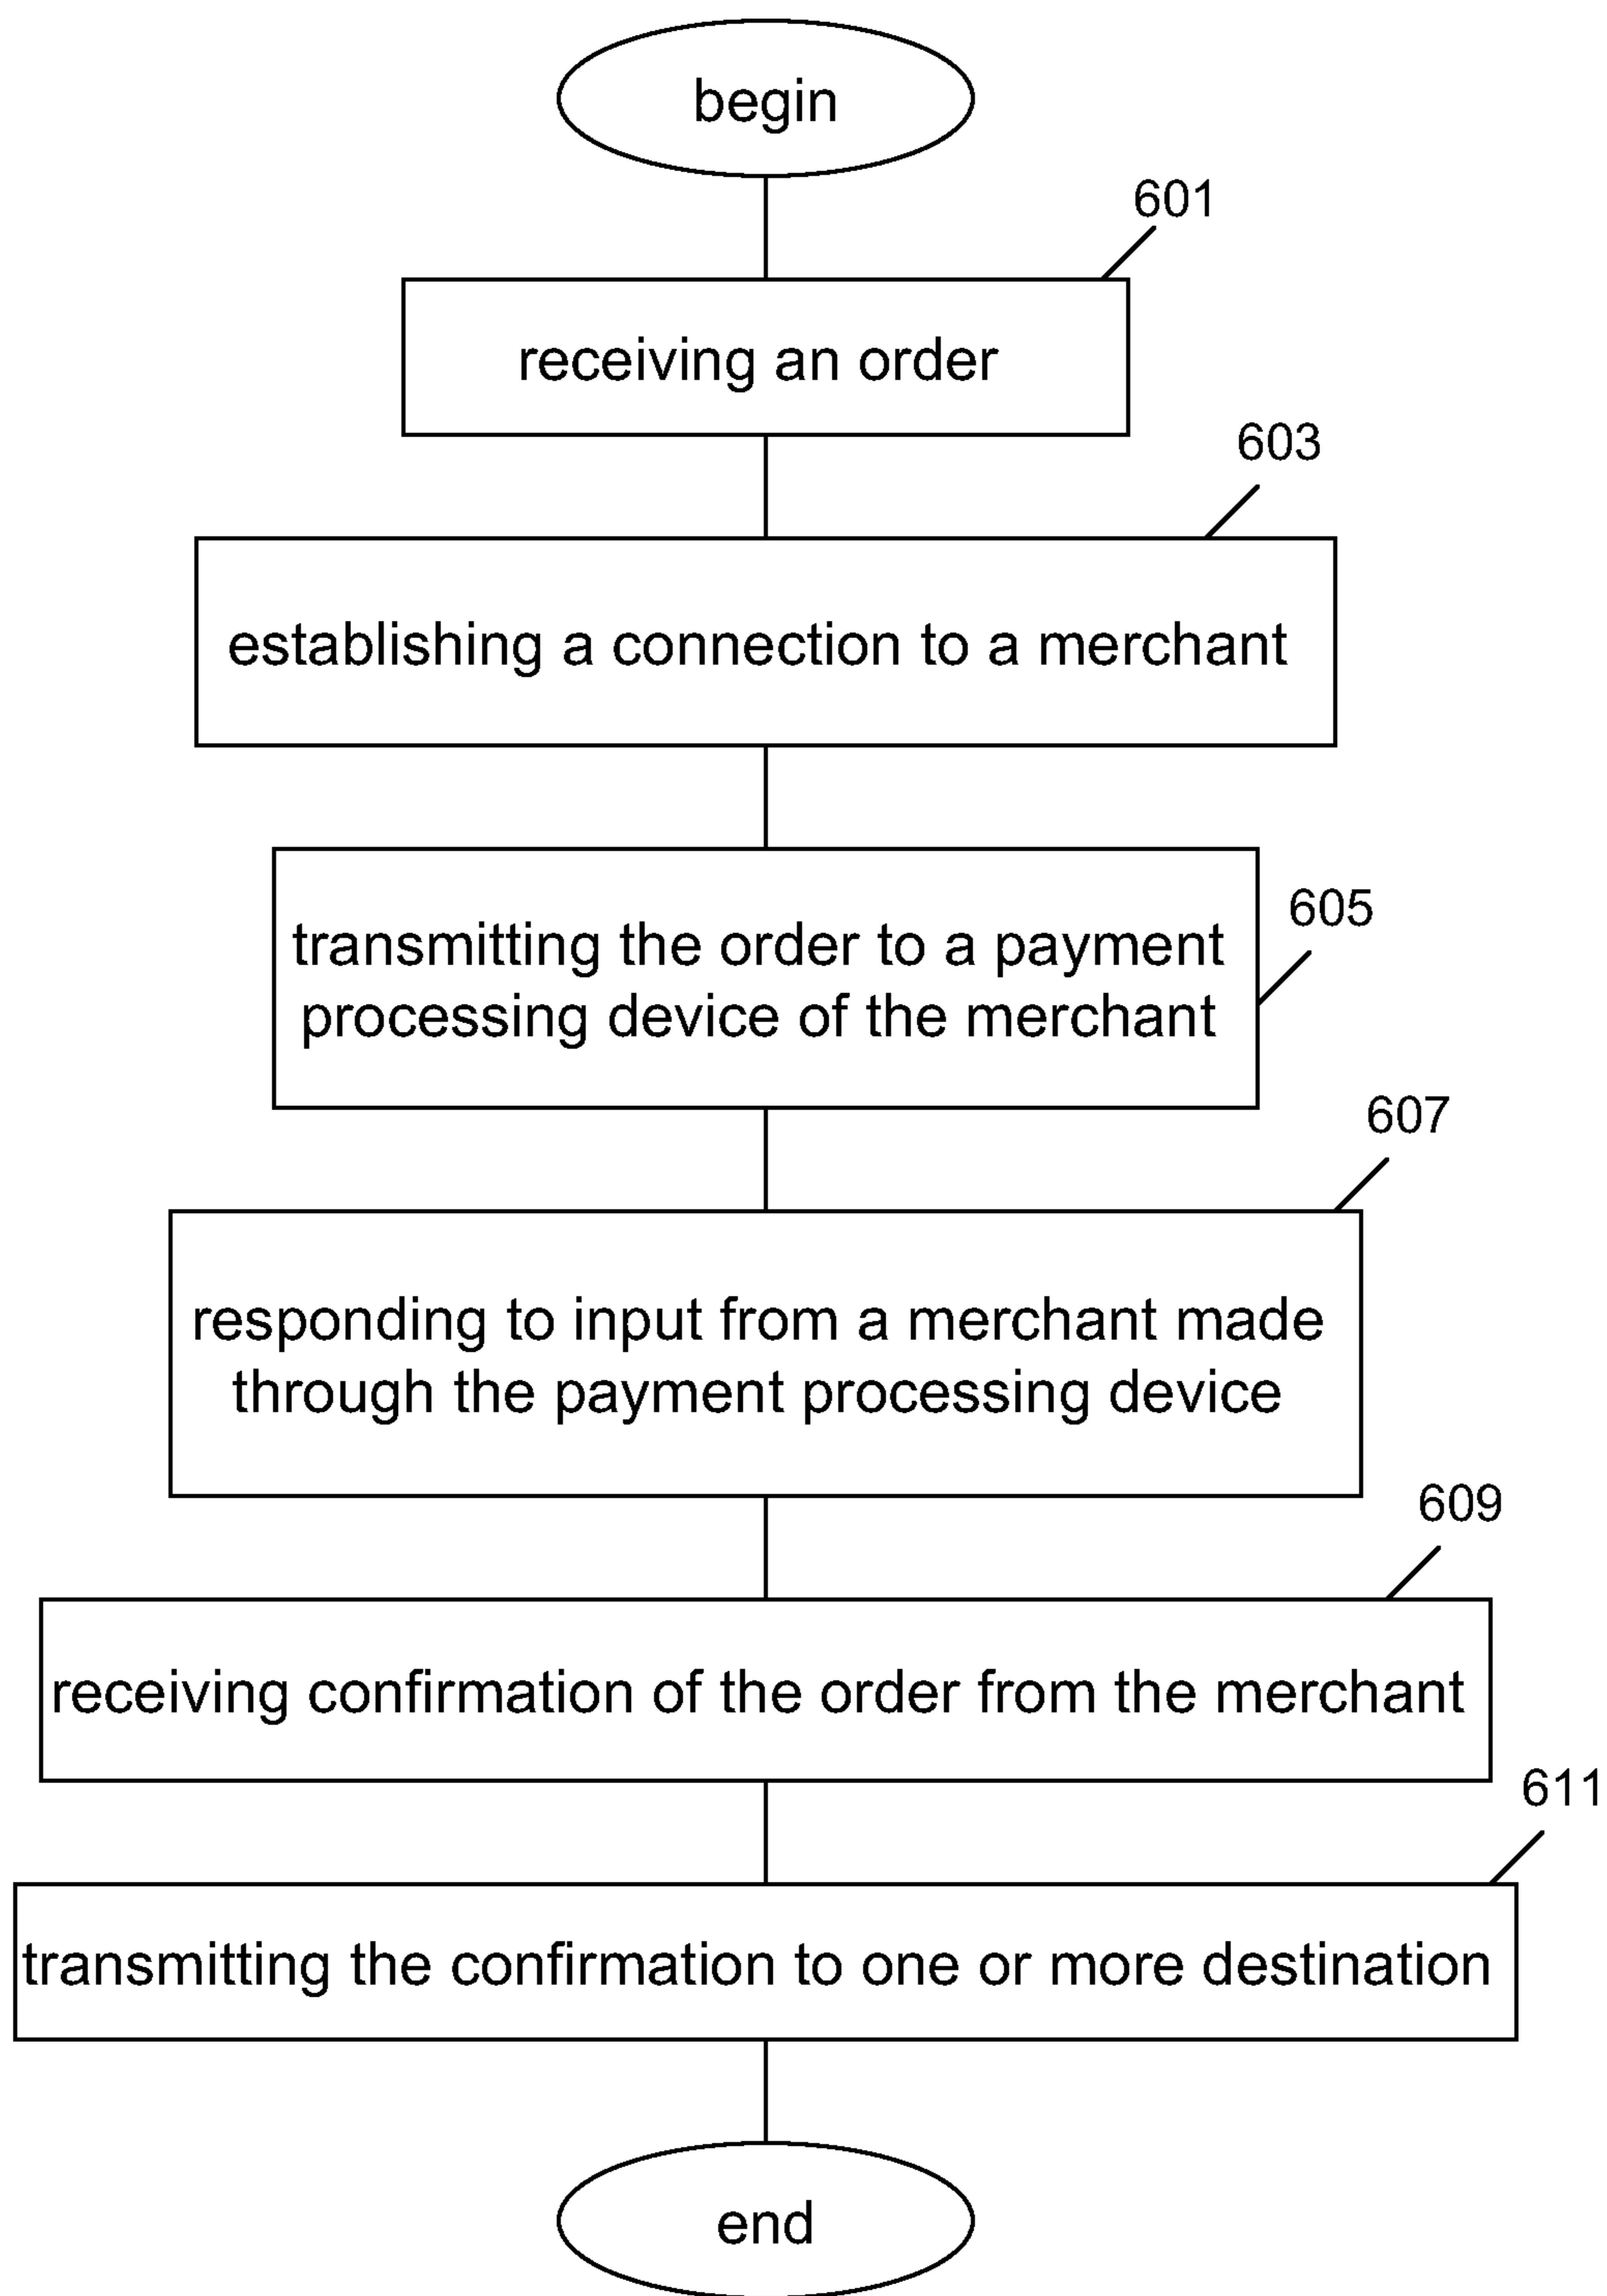 begin
601
receiving an order
603
establishing a connection to a merchant
605
transmitting the order to a payment
processing device of the merchant
607
responding to input from a merchant made
through the payment processing device
609
receiving confirmation of the order from the merchant
611
transmitting the confirmation to one or more destination
end